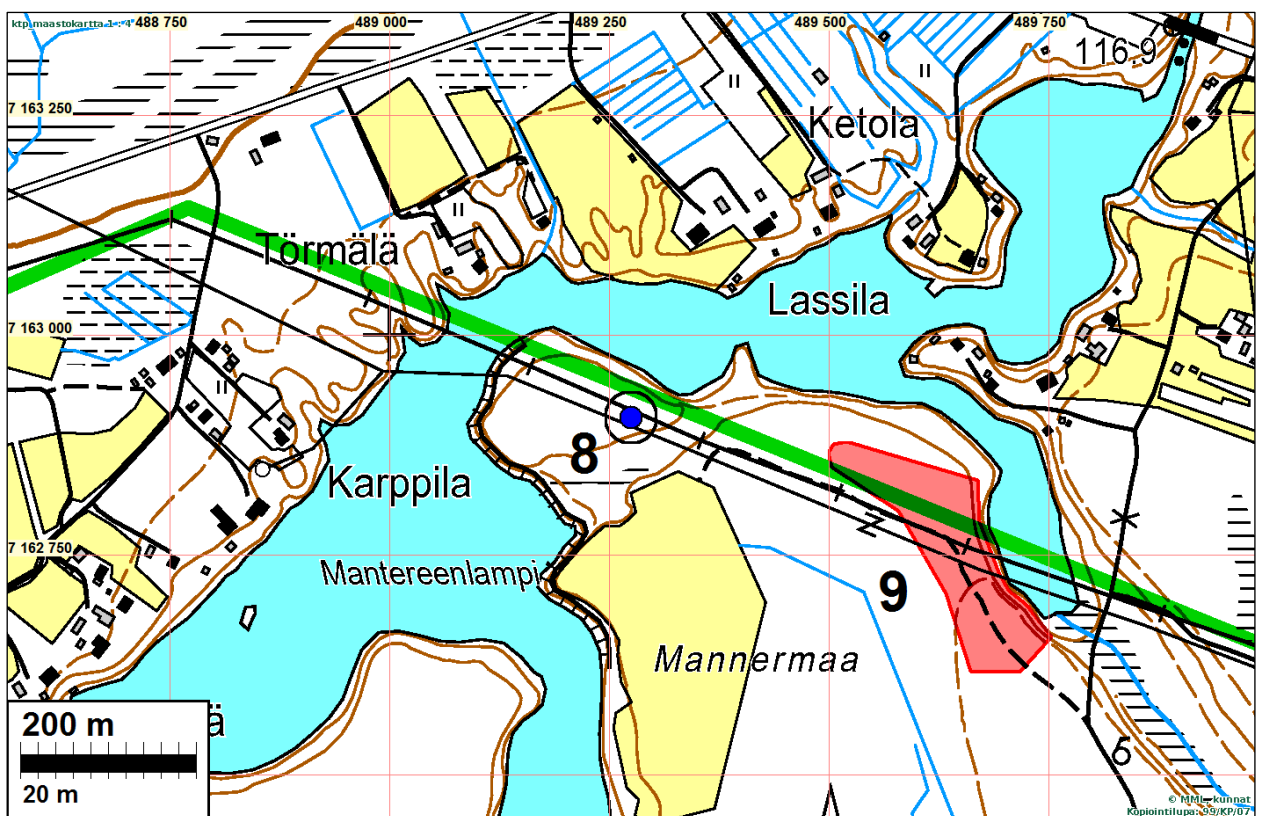 ktp_maastokartta 1 : 4
488 750
489 000
489 250
489 500
489 750
116.9
7 163 250
Ketola
Törmälä
Lassila
7 163 000
8
Karppila
7 162 750
Mantereenlampi
9
Mannermaa
200 m
ä
20 m
6
© MML, kunnat
Kopiointilupa: 99/KP/07